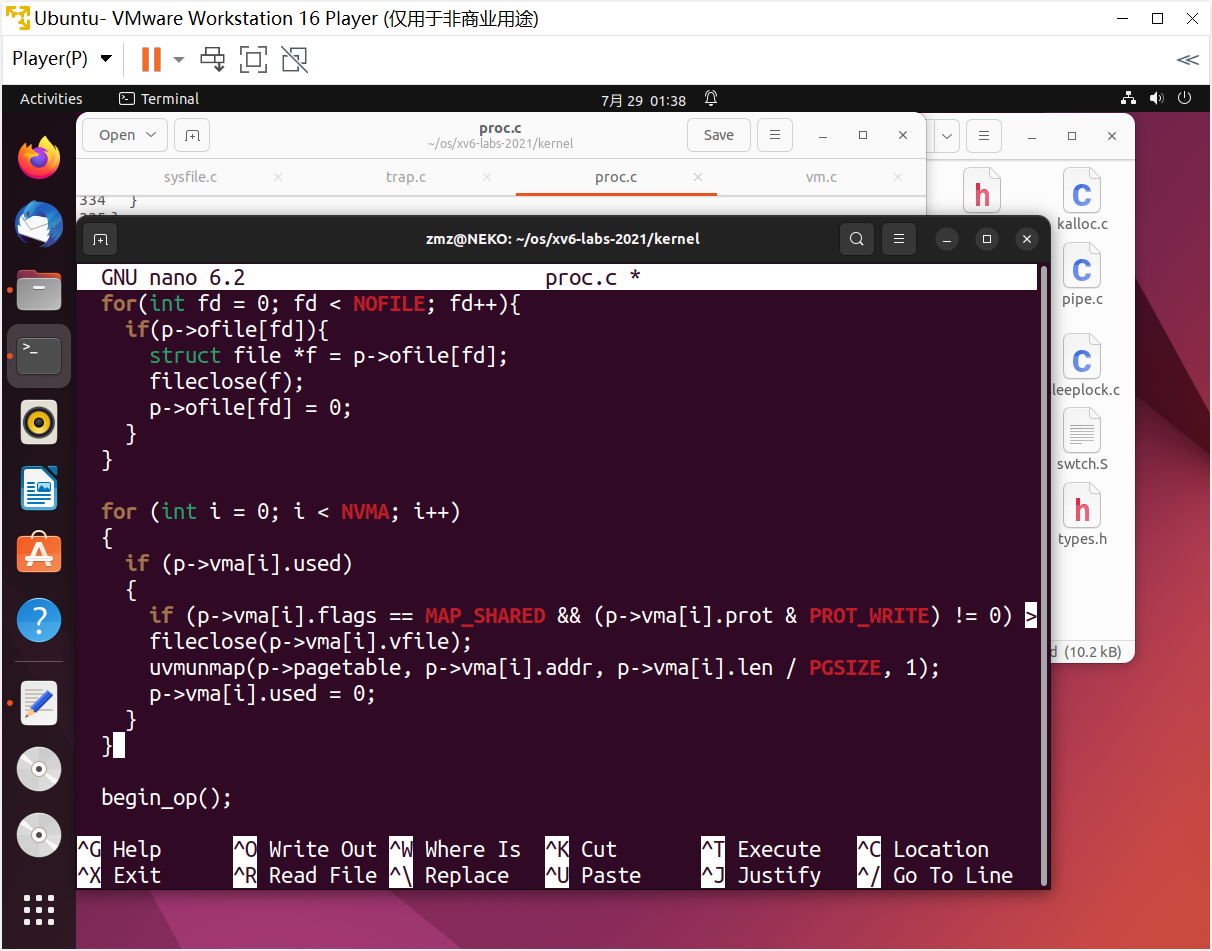 Ubuntu- VMware Workstation 16 Player (仅用于非商业用途)
Player(P)
Activities
Terminal
7月 29 01:38
Open
proc.c
~/os/xv6-labs-2021/kernel
Save
sysfile.c
trap.c
proc.c
vm.c
334 }
h
C
kalloc.c
C
pipe.c
C
leeplock.c
swtch.S
h
types.h
d (10.2 kB)
zmz@NEKO: ~/os/xv6-labs-2021/kernel
GNU nano 6.2 proc.c *
for(int fd = 0; fd < NOFILE; fd++){
if(p->ofile[fd]){
struct file *f = p->ofile[fd];
fileclose(f);
p->ofile[fd] = 0;
}
}
for (int i = 0; i < NVMA; i++)
{
if (p->vma[i].used)
{
if (p->vma[i].flags == MAP_SHARED && (p->vma[i].prot & PROT_WRITE) != 0) >
fileclose(p->vma[i].vfile);
uvmunmap(p->pagetable, p->vma[i].addr, p->vma[i].len / PGSIZE, 1);
p->vma[i].used = 0;
}
}
begin_op();
^G Help ^O Write Out ^W Where Is ^K Cut ^T Execute ^C Location
^X Exit ^R Read File ^\ Replace ^U Paste ^J Justify ^/ Go To Line